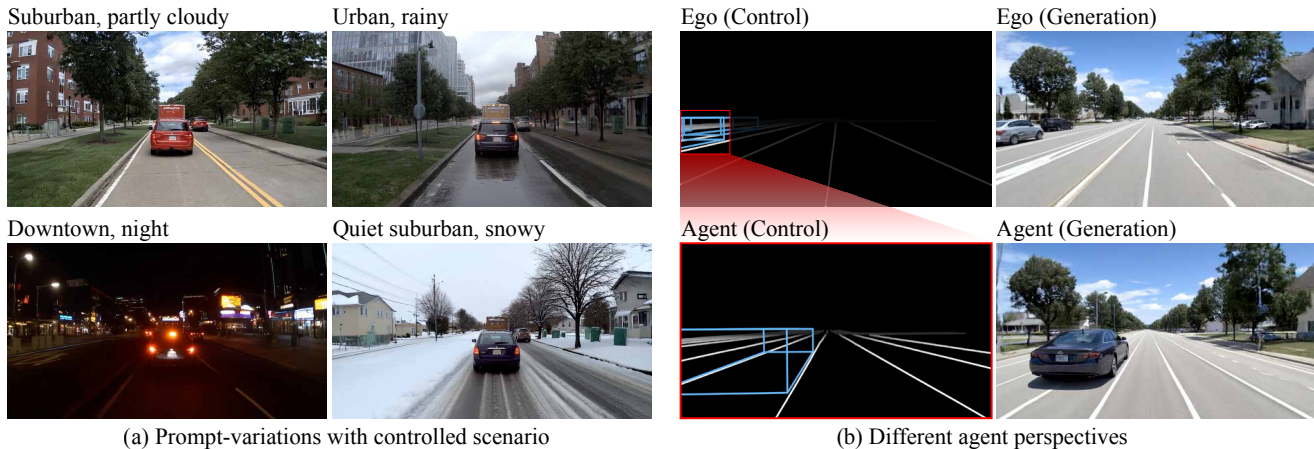 Suburban, partly cloudy
Urban, rainy
Ego (Control)
Ego (Generation)
Downtown, night
Quiet suburban, snowy
Agent (Control)
Agent (Generation)
(a) Prompt-variations with controlled scenario
(b) Different agent perspectives